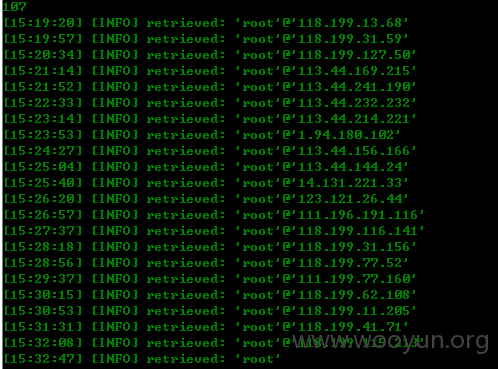 107
[15:19:20] [INFO] retrieved: 'root'@'118.199.13.68'
[15:19:57] [INFO] retrieved: 'root'@'118.199.31.59'
[15:20:34] [INFO] retrieved: 'root'@'118.199.127.50'
[15:21:14] [INFO] retrieved: 'root'@'113.44.169.215'
[15:21:52] [INFO] retrieved: 'root'@'113.44.241.190'
[15:22:33] [INFO] retrieved: 'root'@'113.44.232.232'
[15:23:14] [INFO] retrieved: 'root'@'113.44.214.221'
[15:23:53] [INFO] retrieved: 'root'@'1.94.180.102'
[15:24:27] [INFO] retrieved: 'root'@'113.44.156.166'
[15:25:04] [INFO] retrieved: 'root'@'113.44.144.24'
[15:25:40] [INFO] retrieved: 'root'@'14.131.221.33'
[15:26:20] [INFO] retrieved: 'root'@'123.121.26.44'
[15:26:57] [INFO] retrieved: 'root'@'111.196.191.116'
[15:27:37] [INFO] retrieved: 'root'@'118.199.116.141'
[15:28:18] [INFO] retrieved: 'root'@'118.199.31.156'
[15:28:56] [INFO] retrieved: 'root'@'118.199.77.52'
[15:29:37] [INFO] retrieved: 'root'@'111.199.77.160'
[15:30:15] [INFO] retrieved: 'root'@'118.199.62.108'
[15:30:53] [INFO] retrieved: 'root'@'118.199.11.205'
[15:31:31] [INFO] retrieved: 'root'@'118.199.41.71'
[15:32:08] [INFO] retrieved:
[15:32:47] [INFO] retrieved: 'root'
www.wooyun.org